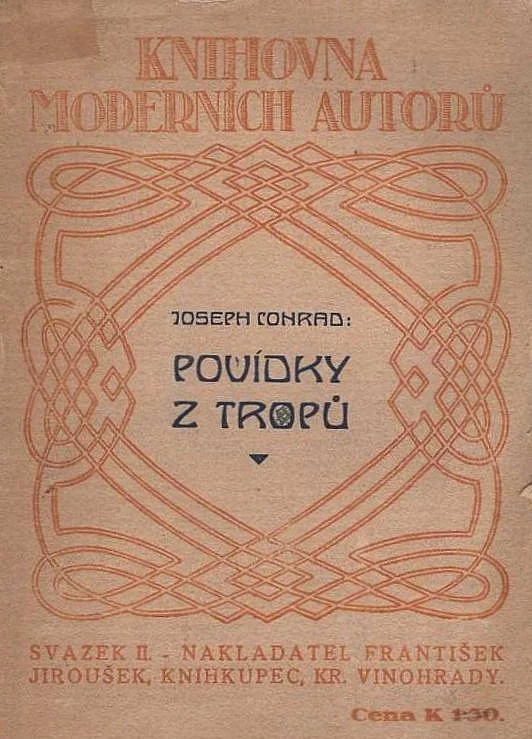 KNIHOVNA
MODERNÍCH AUTORŮ
JOSEPH CONRAD:
POVÍDKY
Z TROPŮ
SVAZEK II. - NAKLADATEL FRANTIŠEK
JIROUŠEK, KNIHKUPEC, KR. VINOHRADY.
Cena K 1·30.